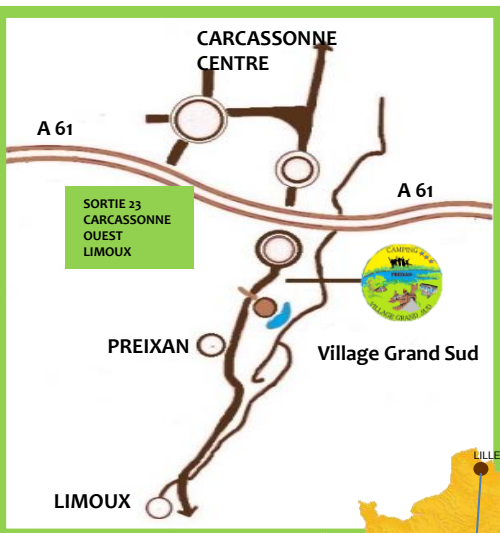 CARCASSONNE
CENTRE
A 61
A 61
SORTIE 23
CARCASSONNE
OUEST
LIMOUX
CAMPING ***
PREIXAN
VILLAGE GRAND SUD
PREIXAN
Village Grand Sud
LIMOUX
LILLE